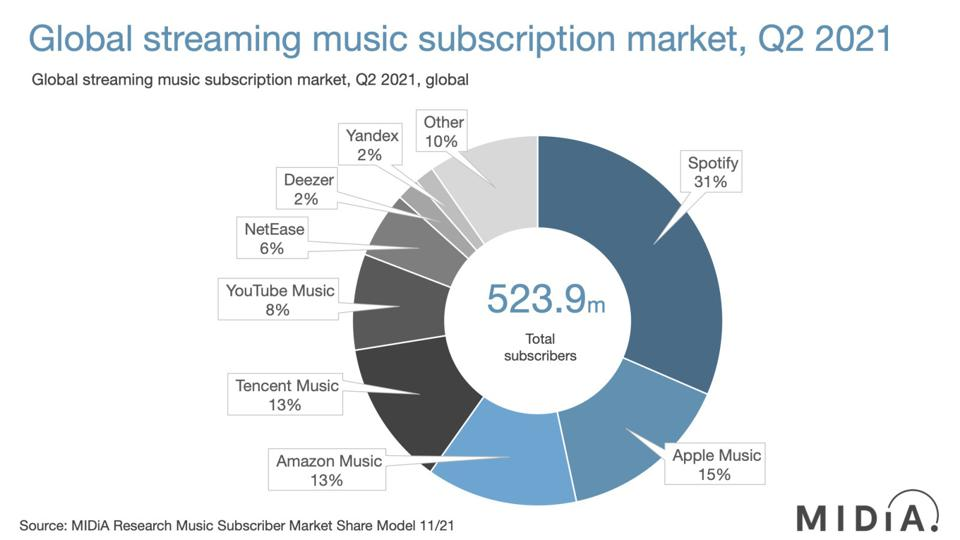 Global streaming music subscription market, Q2 2021
Global streaming music subscription market, Q2 2021, global
Other
10%
Yandex
2%
Spotify
31%
Deezer
2%
NetEase
6%
YouTube Music
8%
523.9m
Total
subscribers
Tencent Music
13%
Amazon Music
13%
Apple Music
15%
Source: MIDiA Research Music Subscriber Market Share Model 11/21
MIDiA.